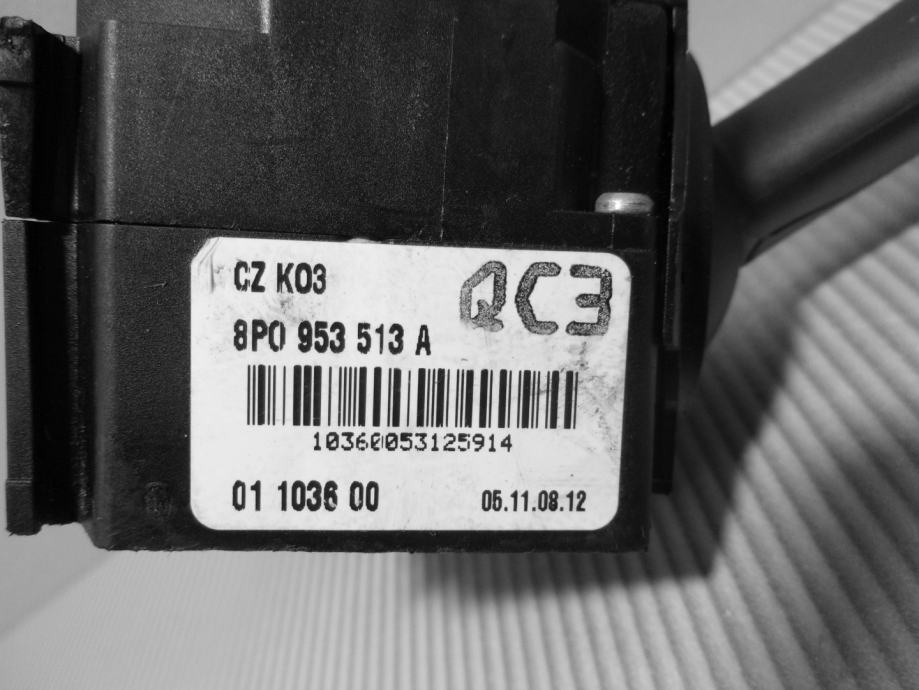 CZ K03
QC3
8P0 953 513 A
10360053125914
01 1036 00
05.11.08.12